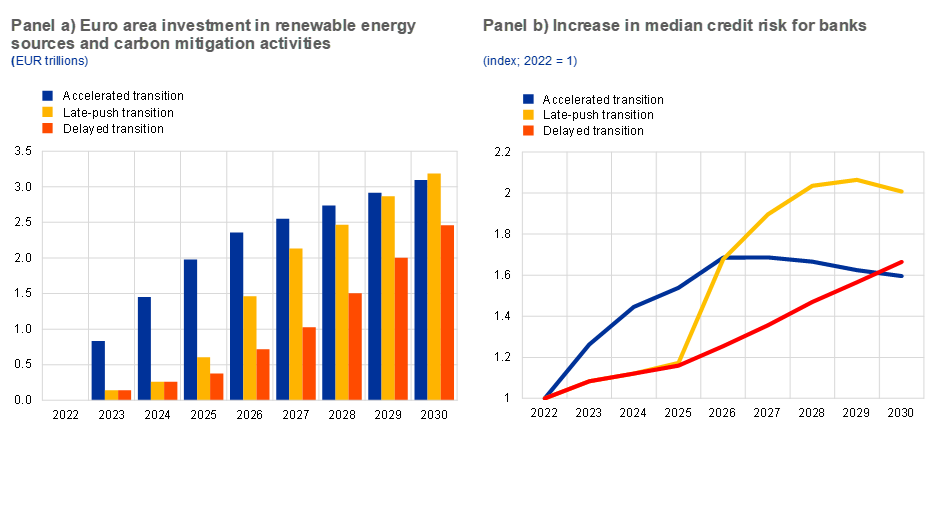 Panel a) Euro area investment in renewable energy
sources and carbon mitigation activities
(EUR trillions)
Accelerated transition
Late-push transition
Delayed transition
3.5
3.0
2.5
2.0
1.5
1.0
0.5
0.0
2022 2023 2024 2025 2026 2027 2028 2029 2030
Panel b) Increase in median credit risk for banks
(index; 2022 = 1)
Accelerated transition
Late-push transition
Delayed transition
2.2
2
1.8
1.6
1.4
1.2
1
2022 2023 2024 2025 2026 2027 2028 2029 2030